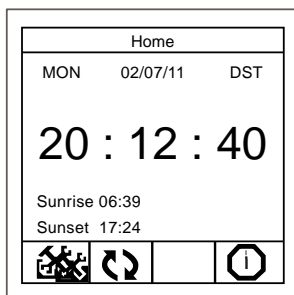 Home
MON 02/07/11 DST
20 : 12 : 40
Sunrise 06:39
Sunset 17:24
i